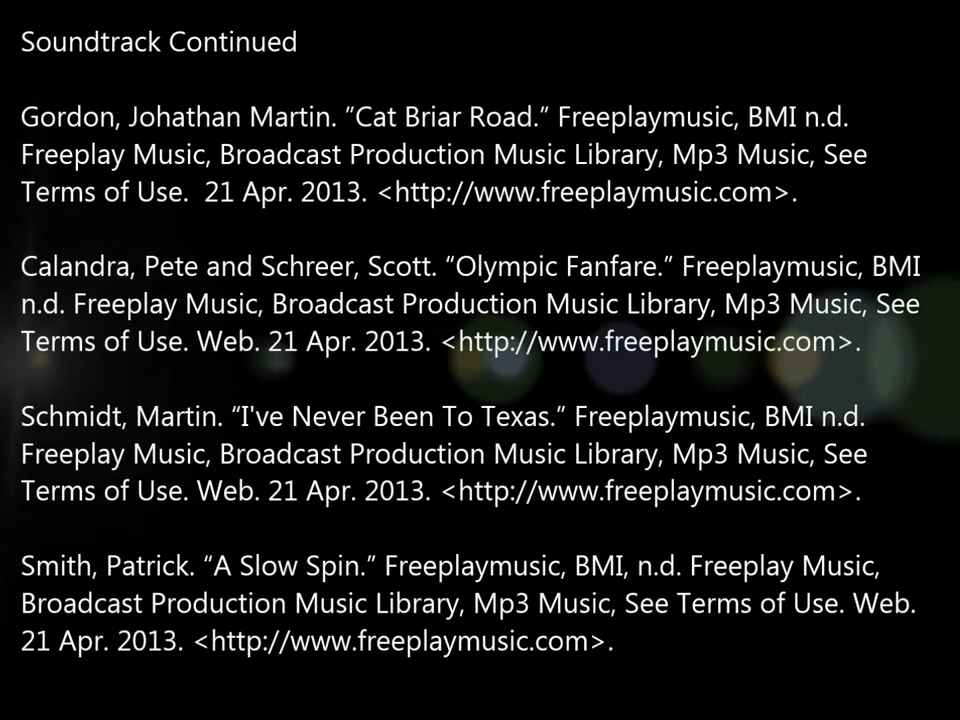 Soundtrack Continued
Gordon, Johathan Martin. ”Cat Briar Road.” Freeplaymusic, BMI n.d.
Freeplay Music, Broadcast Production Music Library, Mp3 Music, See
Terms of Use.  21 Apr. 2013. <http://www.freeplaymusic.com>.
Calandra, Pete and Schreer, Scott. “Olympic Fanfare.” Freeplaymusic, BMI
n.d. Freeplay Music, Broadcast Production Music Library, Mp3 Music, See
Terms of Use. Web. 21 Apr. 2013. <http://www.freeplaymusic.com>.
Schmidt, Martin. “I've Never Been To Texas.” Freeplaymusic, BMI n.d.
Freeplay Music, Broadcast Production Music Library, Mp3 Music, See
Terms of Use. Web. 21 Apr. 2013. <http://www.freeplaymusic.com>.
Smith, Patrick. “A Slow Spin.” Freeplaymusic, BMI, n.d. Freeplay Music,
Broadcast Production Music Library, Mp3 Music, See Terms of Use. Web.
21 Apr. 2013. <http://www.freeplaymusic.com>.